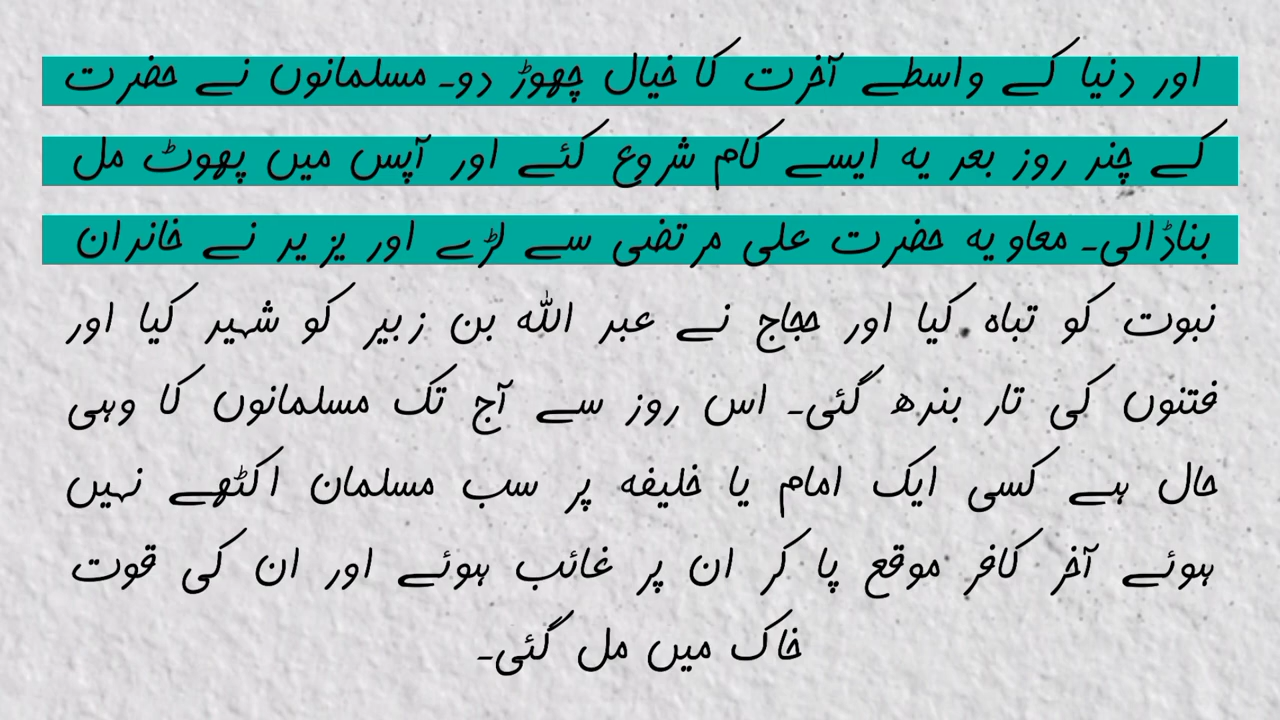 اور دنیا کے واسطے آخرت کا خیال چھوڑ دو۔ مسلمانوں نے حضرت
کے چند روز بعد یہ ایسے کام شروع کئے اور آپس میں پھوٹ مل
بناڈالی۔ معاویہ حضرت علی مرتضی سے لڑے اور یزید نے خاندان
نبوت کو تباہ کیا اور حجاج نے عبد اللہ بن زبیر کو شہید کیا اور
فتنوں کی تار بندھ گئی۔ اس روز سے آج تک مسلمانوں کا وہی
حال ہے کسی ایک امام یا خلیفہ پر سب مسلمان اکٹھے نہیں
ہوئے آخر کافر موقع پا کر ان پر غائب ہوئے اور ان کی قوت
خاک میں مل گئی۔